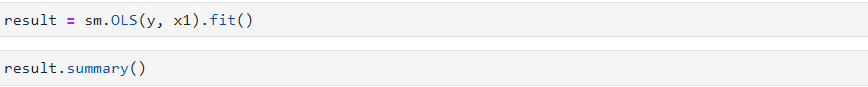 result = sm.OLS(y, x1).fit()
result.summary()